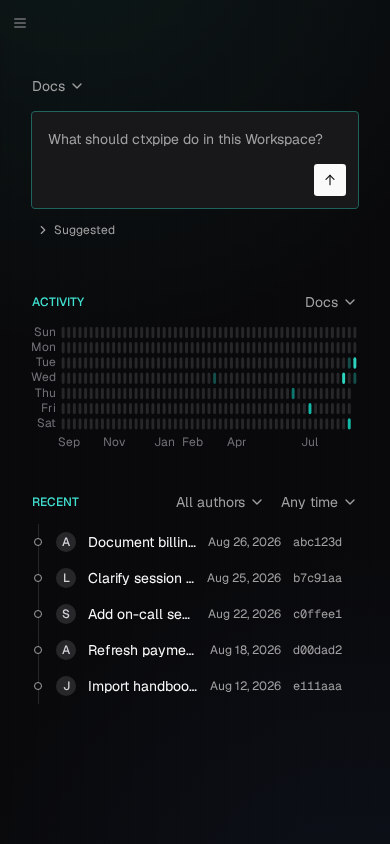 Docs
What should ctxpipe do in this Workspace?
Suggested
ACTIVITY Docs
Sun
Mon
Tue
Wed
Thu
Fri
Sat
Sep Nov Jan Feb Apr Jul
RECENT All authors Any time
A Document billin... Aug 26, 2026 abc123d
L Clarify session ... Aug 25, 2026 b7c91aa
S Add on-call se... Aug 22, 2026 c0ffee1
A Refresh payme... Aug 18, 2026 d00dad2
J Import handboo... Aug 12, 2026 e111aaa